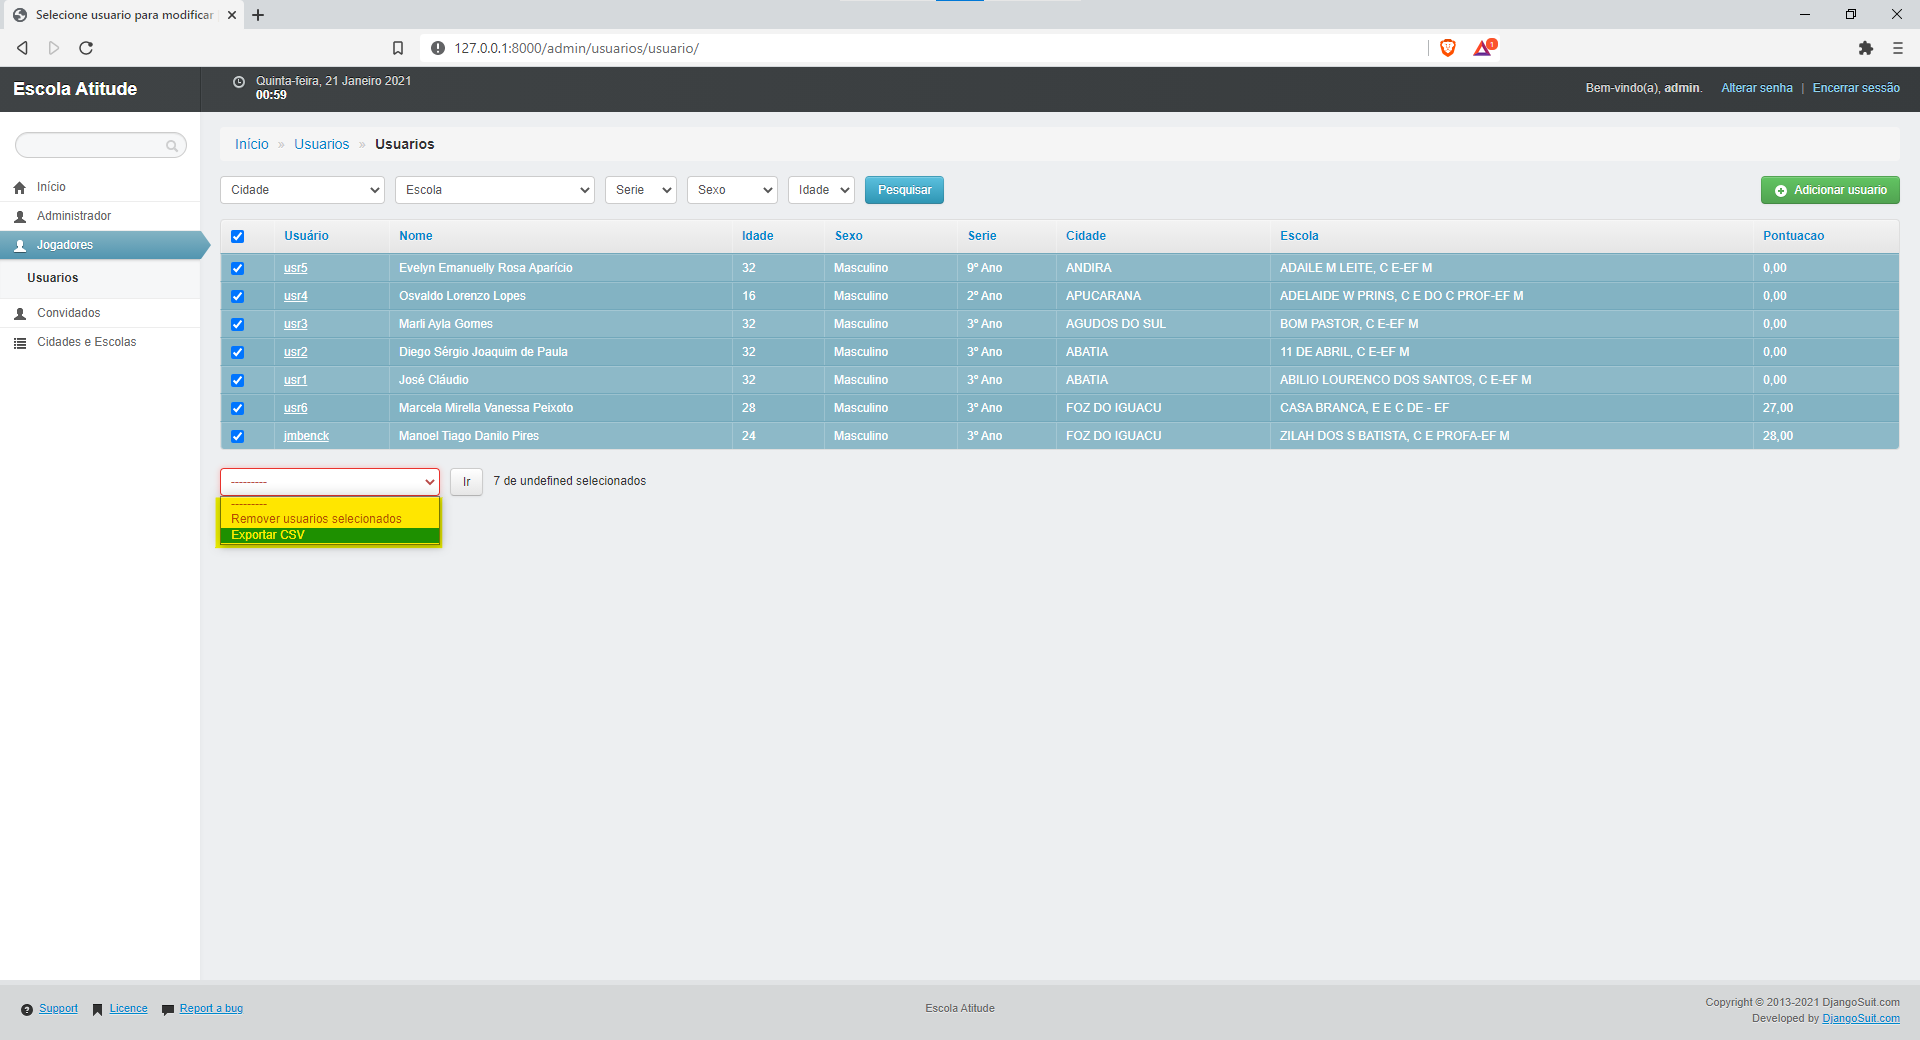 Selecione usuario para modificar
127.0.0.1:8000/admin/usuarios/usuario/
1
Escola Atitude
Quinta-feira, 21 Janeiro 2021
00:59
Bem-vindo(a), admin. Alterar senha | Encerrar sessão
Início » Usuarios » Usuarios
Início
Administrador
Jogadores
Usuarios
Convidados
Cidades e Escolas
Cidade Escola Serie Sexo Idade Pesquisar Adicionar usuario
Usuário Nome Idade Sexo Serie Cidade Escola Pontuacao
usr5 Evelyn Emanuelly Rosa Aparício 32 Masculino 9º Ano ANDIRA ADAILE M LEITE, C E-EF M 0,00
usr4 Osvaldo Lorenzo Lopes 16 Masculino 2º Ano APUCARANA ADELAIDE W PRINS, C E DO C PROF-EF M 0,00
usr3 Marli Ayla Gomes 32 Masculino 3º Ano AGUDOS DO SUL BOM PASTOR, C E-EF M 0,00
usr2 Diego Sérgio Joaquim de Paula 32 Masculino 3º Ano ABATIA 11 DE ABRIL, C E-EF M 0,00
usr1 José Cláudio 32 Masculino 3º Ano ABATIA ABILIO LOURENCO DOS SANTOS, C E-EF M 0,00
usr6 Marcela Mirella Vanessa Peixoto 28 Masculino 3º Ano FOZ DO IGUACU CASA BRANCA, E E C DE - EF 27,00
jmbenck Manoel Tiago Danilo Pires 24 Masculino 3º Ano FOZ DO IGUACU ZILAH DOS S BATISTA, C E PROFA-EF M 28,00
--------- Ir 7 de undefined selecionados
---------
Remover usuarios selecionados
Exportar CSV
Support Licence Report a bug
Escola Atitude
Copyright © 2013-2021 DjangoSuit.com
Developed by DjangoSuit.com